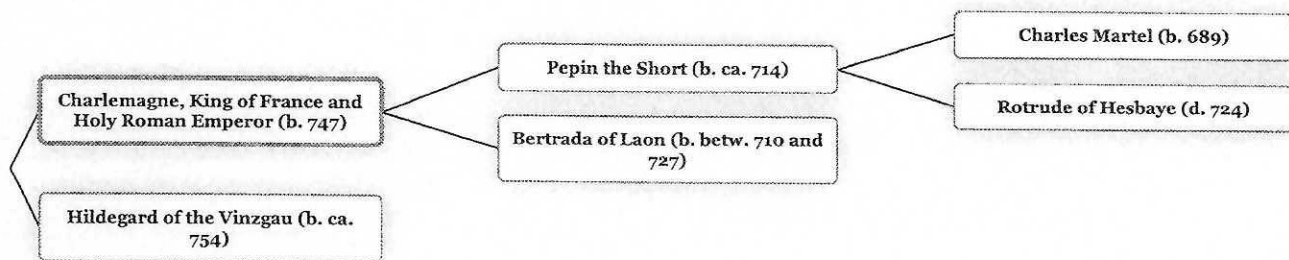 Charlemagne, King of France and
Holy Roman Emperor (b. 747)
Hildegard of the Vinzgau (b. ca.
754)
Pepin the Short (b. ca. 714)
Bertrada of Laon (b. betw. 710 and
727)
Charles Martel (b. 689)
Rotrude of Hesbaye (d. 724)